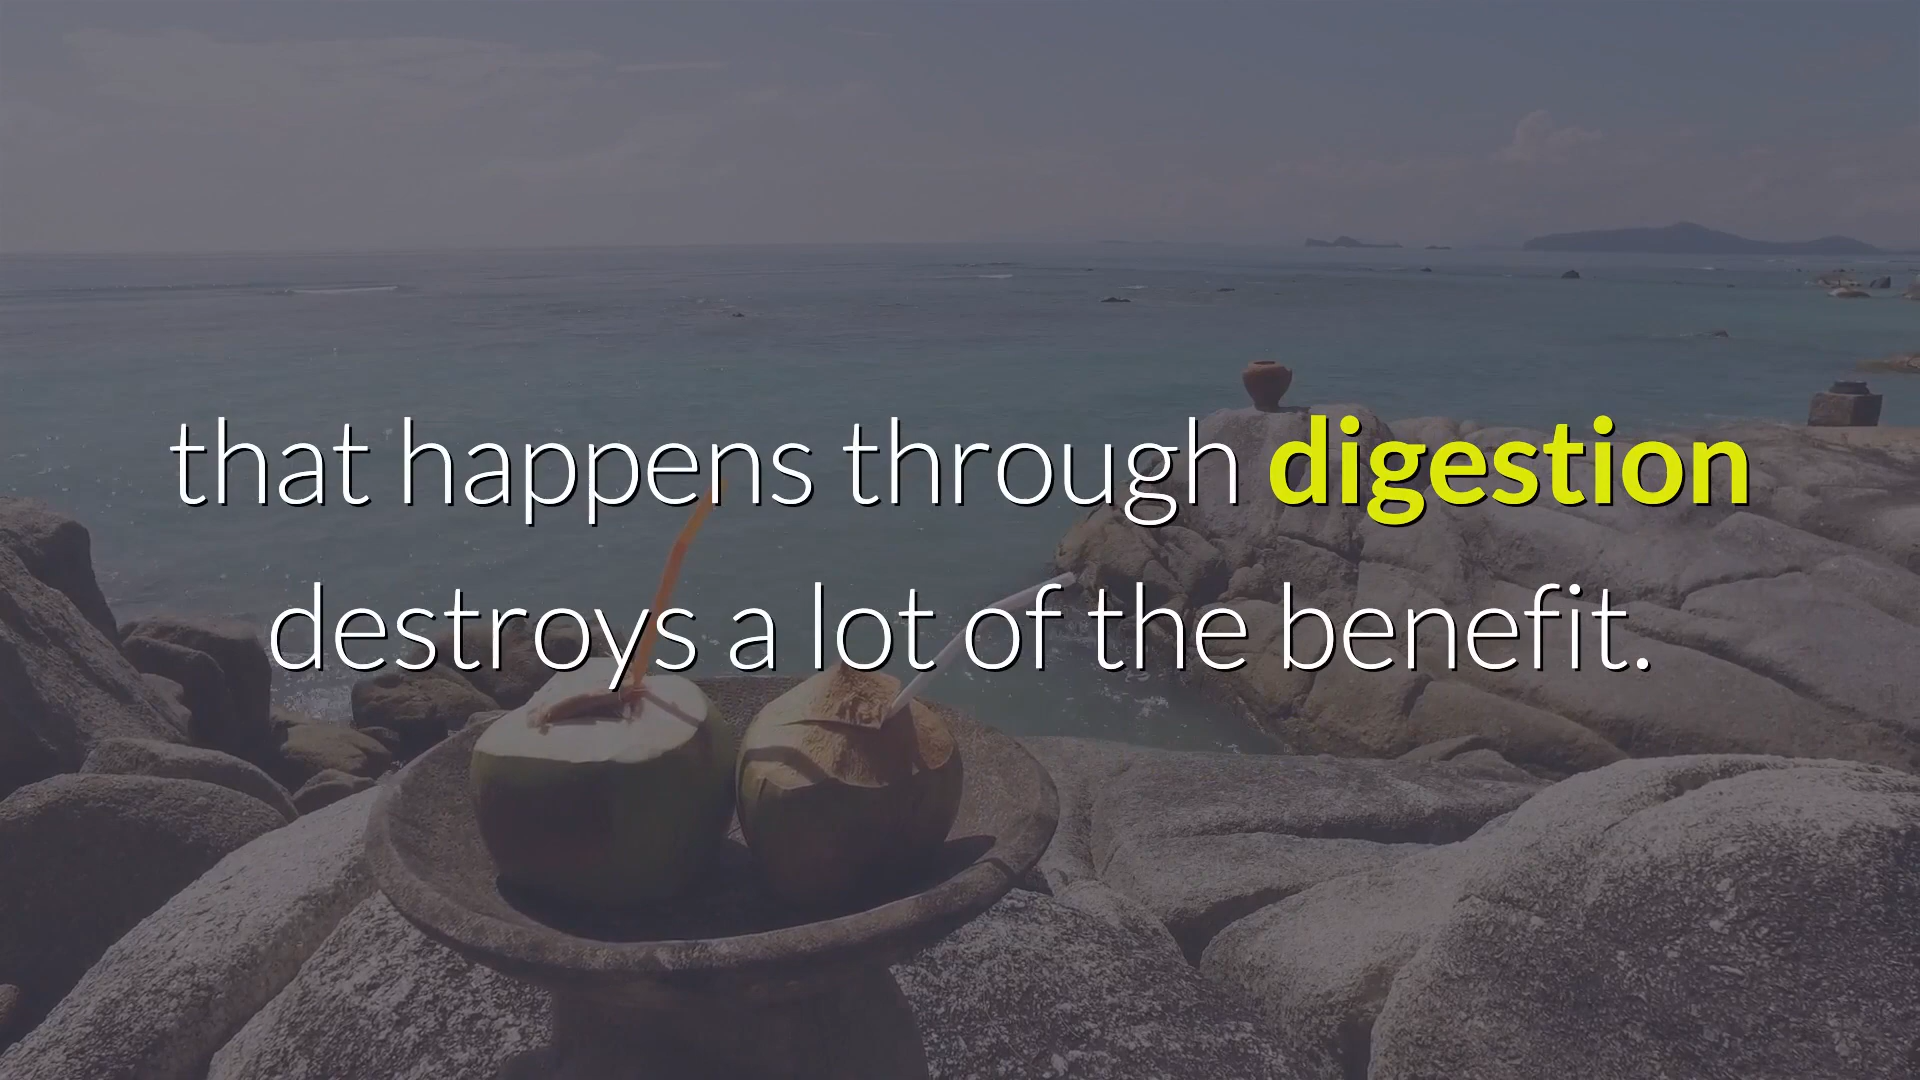 that happens through digestion
destroys a lot of the benefit.